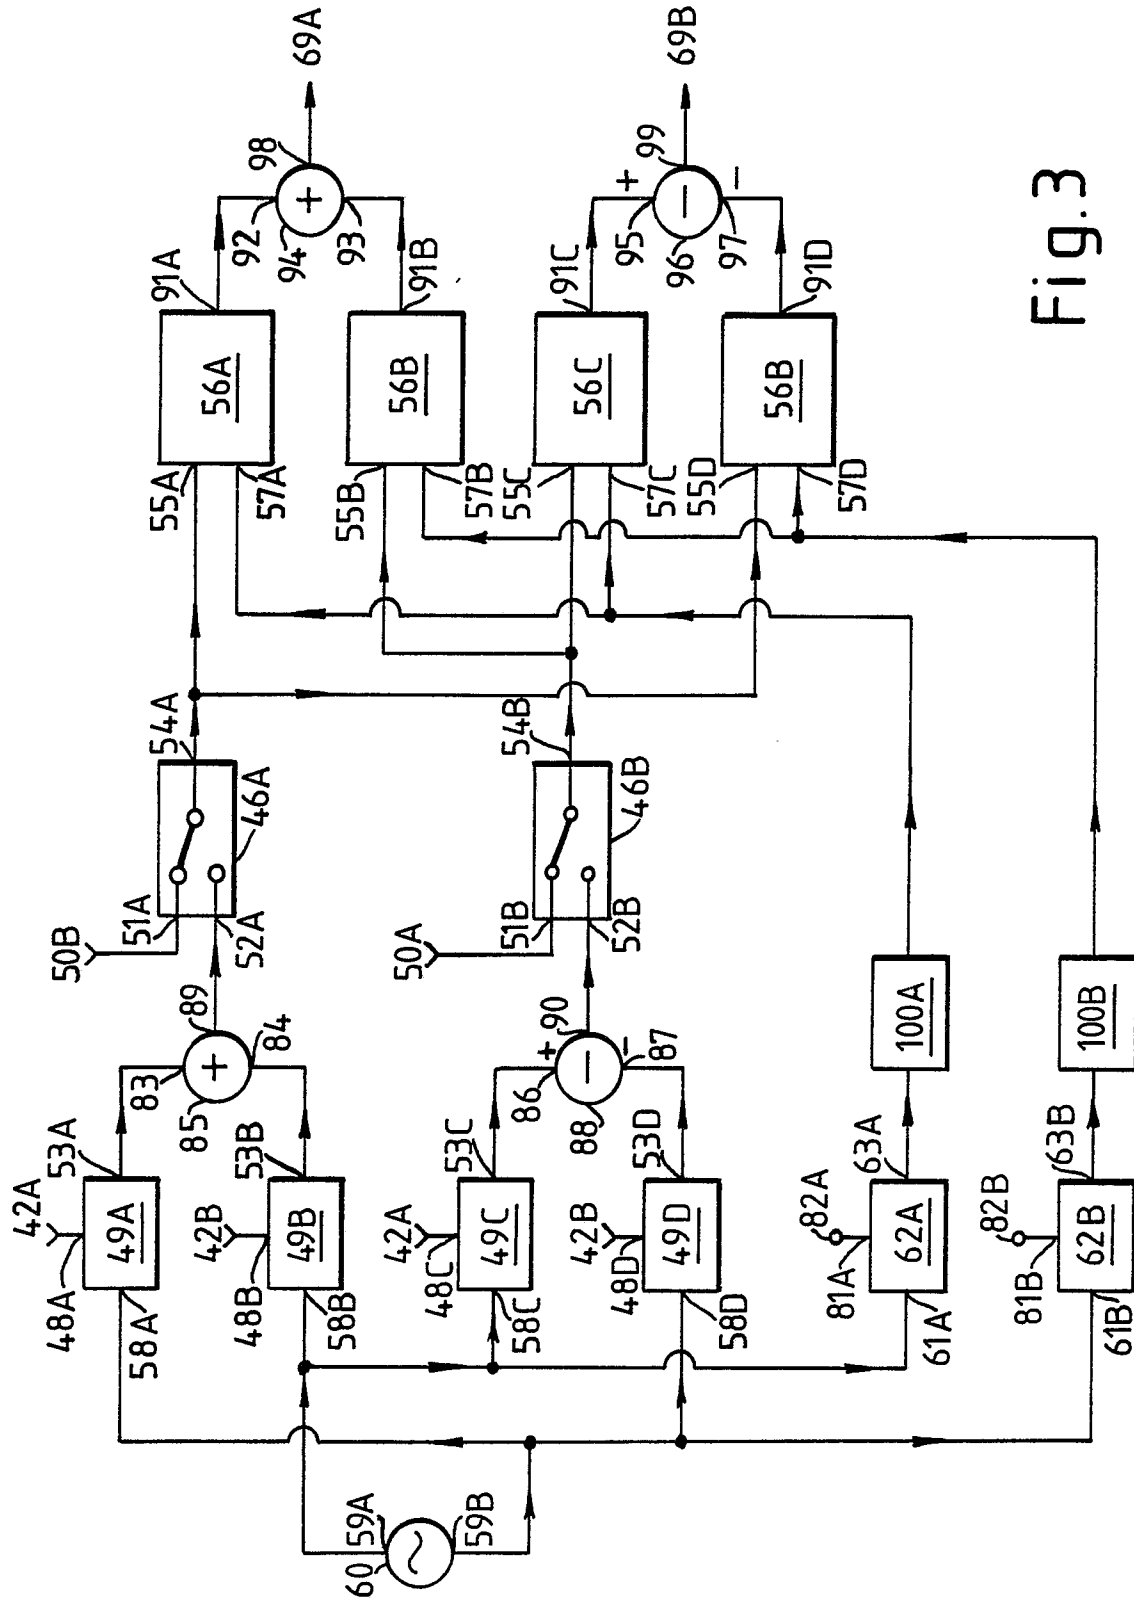 69A
69B
98
92
94
93
99
95
96
97
+
+
−
−
91A
91B
91C
91D
56A
56B
56C
56B
55A
57A
55B
57B
55C
57C
55D
57D
54A
46A
51A
52A
50B
54B
46B
51B
52B
50A
89
83
84
85
+
90
86
87
88
+
−
−
100A
100B
53A
42A
49A
48A
58A
53B
42B
49B
48B
58B
53C
42A
49C
48C
58C
53D
42B
49D
48D
58D
63A
82A
62A
81A
61A
63B
82B
62B
81B
61B
59A
60
~
59B
Fig.3